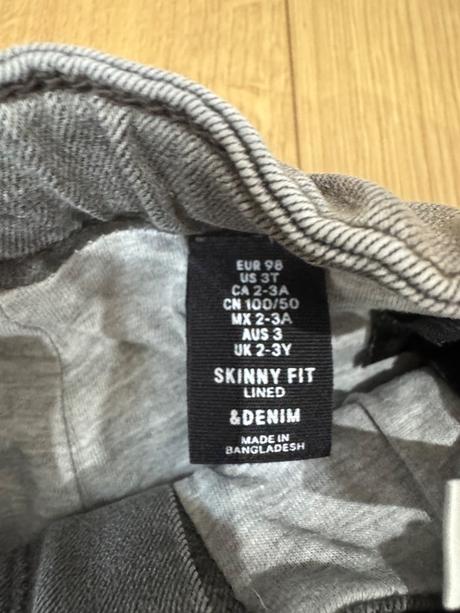 EUR 98
US 3T
CA 2-3A
CN 100/50
MX 2-3A
AUS 3
UK 2-3Y
SKINNY FIT
LINED
&DENIM
MADE IN
BANGLADESH